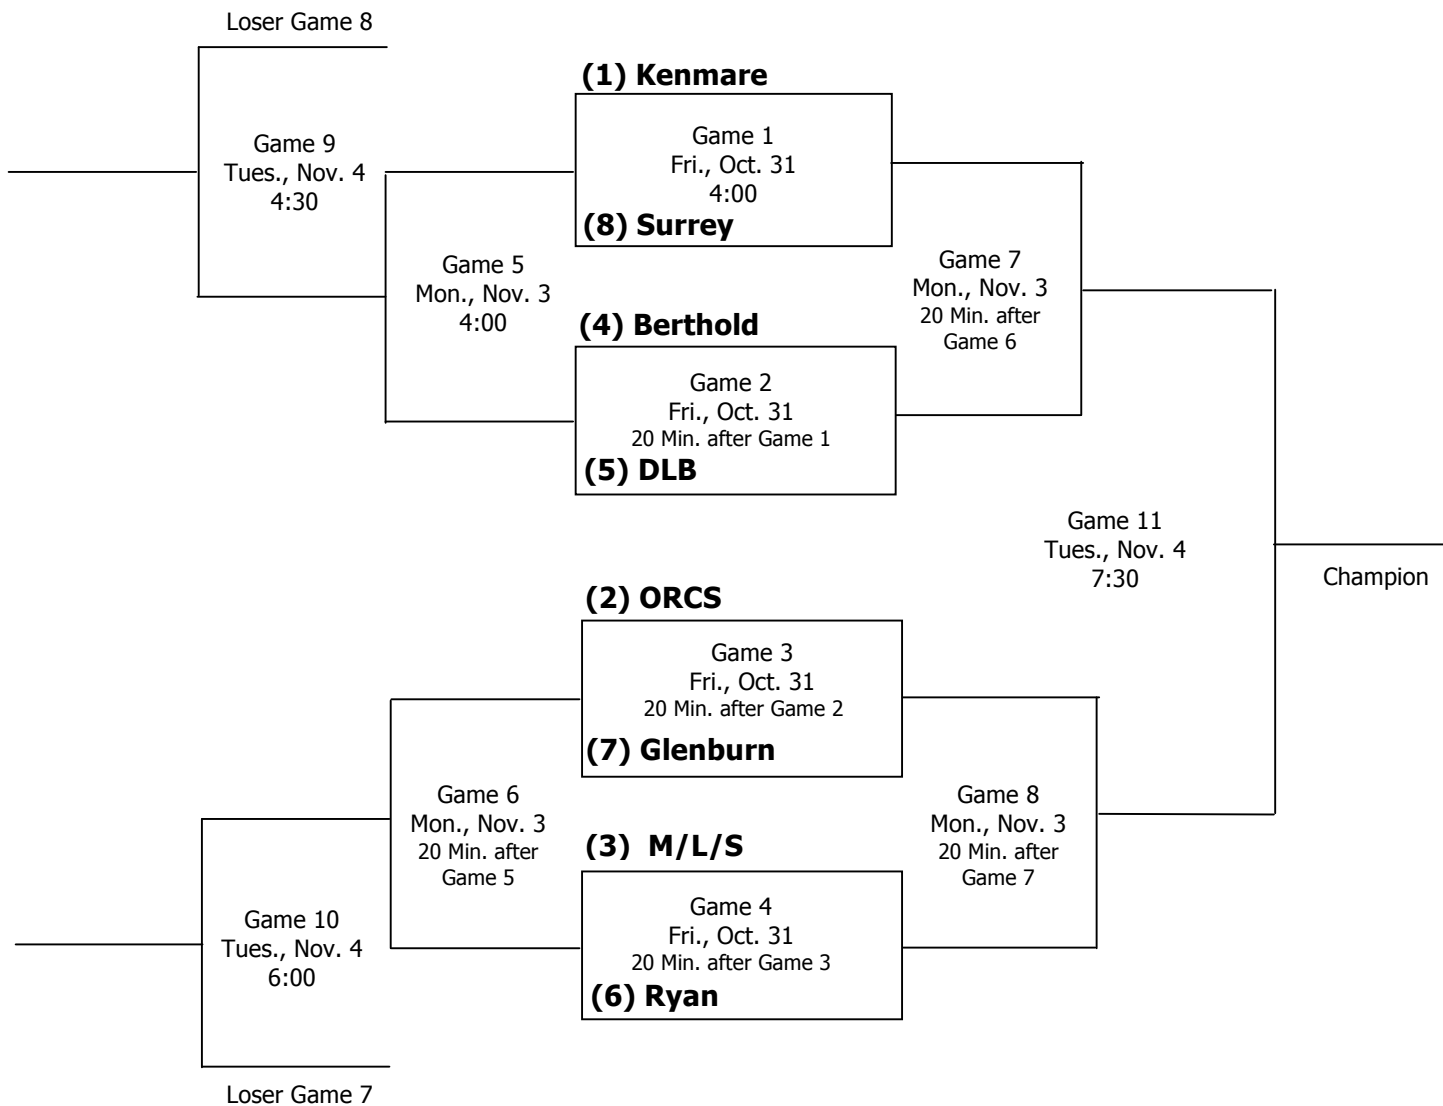 Loser Game 8
Game 9
Tues., Nov. 4
4:30
Game 5
Mon., Nov. 3
4:00
(1) Kenmare
Game 1
Fri., Oct. 31
4:00
(8) Surrey
(4) Berthold
Game 2
Fri., Oct. 31
20 Min. after Game 1
(5) DLB
Game 7
Mon., Nov. 3
20 Min. after
Game 6
Game 11
Tues., Nov. 4
7:30
Champion
(2) ORCS
Game 3
Fri., Oct. 31
20 Min. after Game 2
(7) Glenburn
Game 6
Mon., Nov. 3
20 Min. after
Game 5
(3) M/L/S
Game 4
Fri., Oct. 31
20 Min. after Game 3
(6) Ryan
Game 8
Mon., Nov. 3
20 Min. after
Game 7
Game 10
Tues., Nov. 4
6:00
Loser Game 7